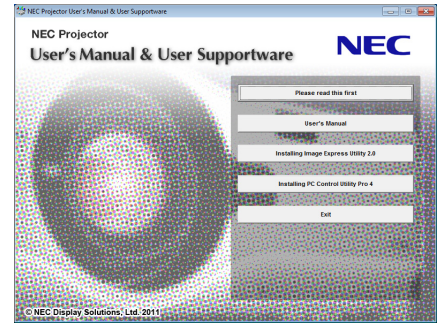 NEC Projector User's Manual & User Supportware
NEC Projector
User's Manual & User Supportware
NEC
Please read this first
User's Manual
Installing Image Express Utility 2.0
Installing PC Control Utility Pro 4
Exit
© NEC Display Solutions, Ltd. 2011